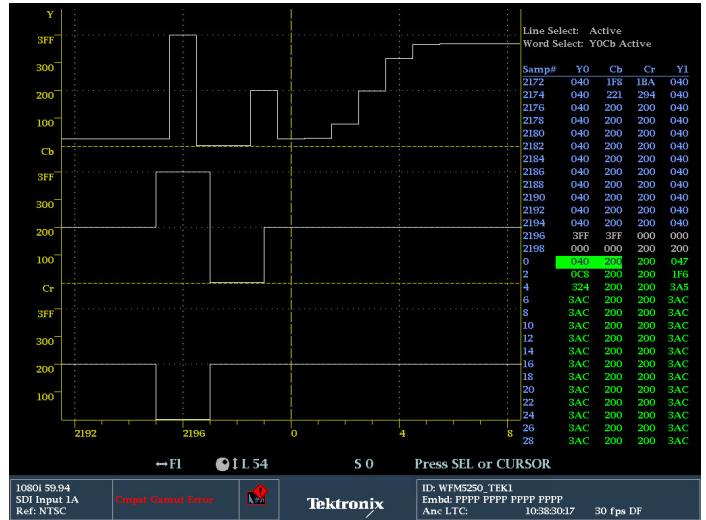 Y
3FF
300
200
100
Cb
3FF
300
200
100
Cr
3FF
300
200
100
2192 2196 0 4 8
Line Select: Active
Word Select: Y0Cb Active
Samp# Y0 Cb Cr Y1
2172 040 1F8 1BA 040
2174 040 221 294 040
2176 040 200 200 040
2178 040 200 200 040
2180 040 200 200 040
2182 040 200 200 040
2184 040 200 200 040
2186 040 200 200 040
2188 040 200 200 040
2190 040 200 200 040
2192 040 200 200 040
2194 040 200 200 040
2196 3FF 3FF 000 000
2198 000 000 200 200
0 040 200 200 047
2 0C8 200 200 1F6
4 324 200 200 3A5
6 3AC 200 200 3AC
8 3AC 200 200 3AC
10 3AC 200 200 3AC
12 3AC 200 200 3AC
14 3AC 200 200 3AC
16 3AC 200 200 3AC
18 3AC 200 200 3AC
20 3AC 200 200 3AC
22 3AC 200 200 3AC
24 3AC 200 200 3AC
26 3AC 200 200 3AC
28 3AC 200 200 3AC
↔F1 ↕ L 54 S 0 Press SEL or CURSOR
1080i 59.94
SDI Input 1A
Ref: NTSC
Cmpst Gamut Error
Tektronix
ID: WFM5250_TEK1
Embd: PPPP PPPP PPPP PPPP
Anc LTC: 10:38:30:17 30 fps DF